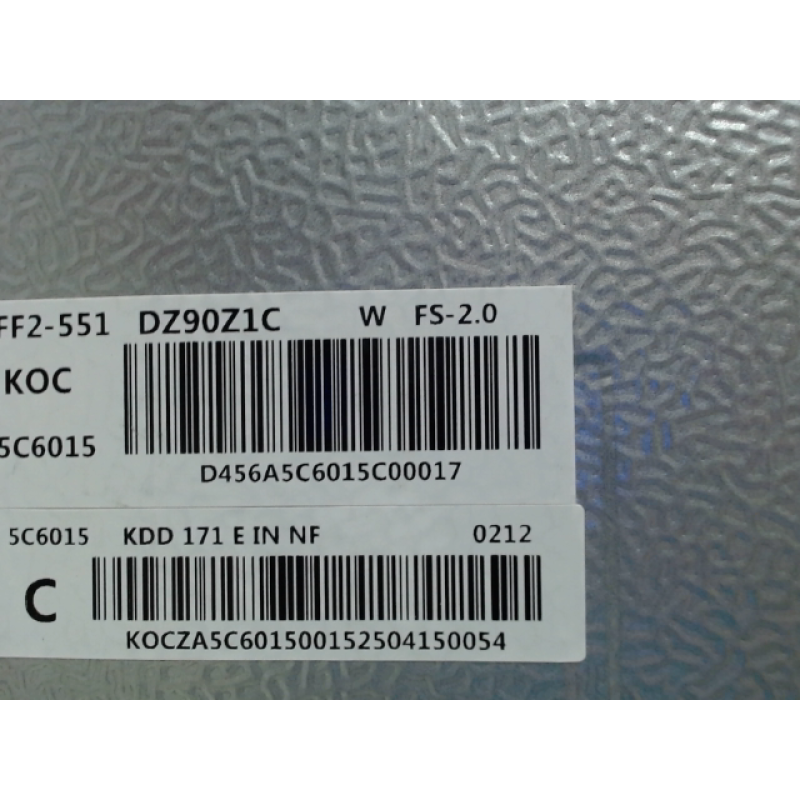 FF2-551 DZ90Z1C W FS-2.0
KOC
5C6015
D456A5C6015C00017
5C6015 KDD 171 E IN NF 0212
C
KOCZA5C601500152504150054